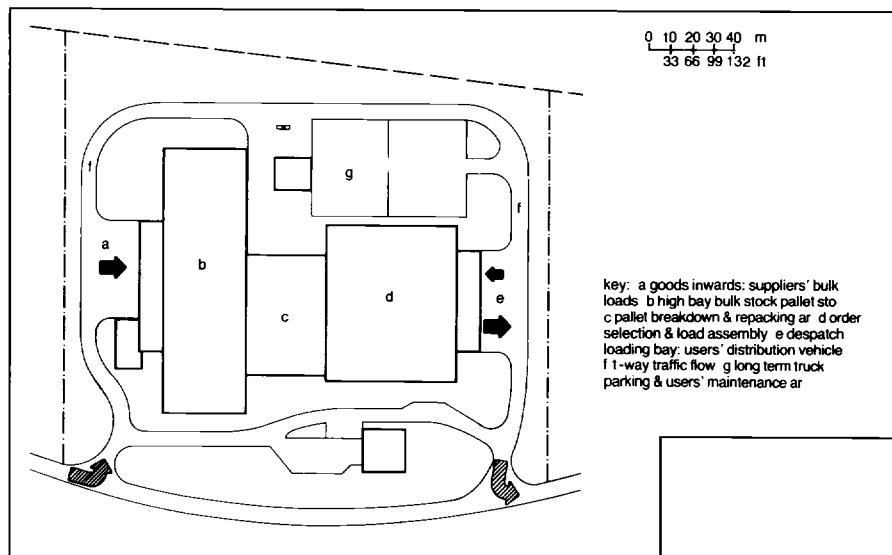 0 10 20 30 40 m
33 66 99 132 ft
f
g
f
a
b
e
c
d
key: a goods inwards: suppliers' bulk
loads b high bay bulk stock pallet sto
c pallet breakdown & repacking ar d order
selection & load assembly e despatch
loading bay: users' distribution vehicle
f 1-way traffic flow g long term truck
parking & users' maintenance ar